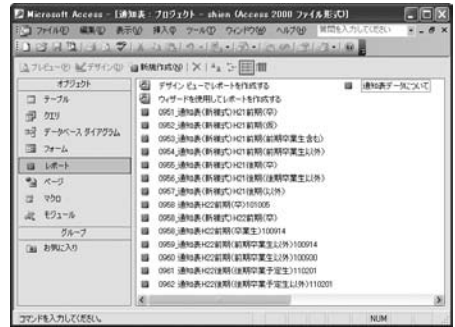 Microsoft Access - [通知表 : プロジェクト - shien (Access 2000 ファイル形式)]
ファイル(F) 編集(E) 表示(V) 挿入(I) ツール(T) ウィンドウ(W) ヘルプ(H) 質問を入力してください
プレビュー(P) デザイン(D) 新規作成(N)
オブジェクト
テーブル
クエリ
データベース ダイアグラム
フォーム
レポート
ページ
マクロ
モジュール
グループ
お気に入り
デザイン ビューでレポートを作成する
ウィザードを使用してレポートを作成する
0951_通知表(新様式)H21前期(卒)
0952_通知表(新様式)H21前期(仮)
0953_通知表(新様式)H21前期(前期卒業生含む)
0954_通知表(新様式)H21前期(前期卒業生以外)
0955_通知表(新様式)H21後期(卒)
0956_通知表(新様式)H21後期(後期卒業生以外)
0957_通知表(新様式)H21後期(以外)
0958 通知表H22前期(卒)101005
0958_通知表(新様式)H22前期(卒)
0959_通知表H22前期(卒業生)100914
0959_通知表H22前期(前期卒業生以外)100914
0960 通知表H22前期(前期卒業生以外)100930
0961 通知表H22後期(後期卒業予定生)110201
0962 通知表H22後期(後期卒業予定生以外)110201
通知表データについて
コマンドを入力してください。
NUM